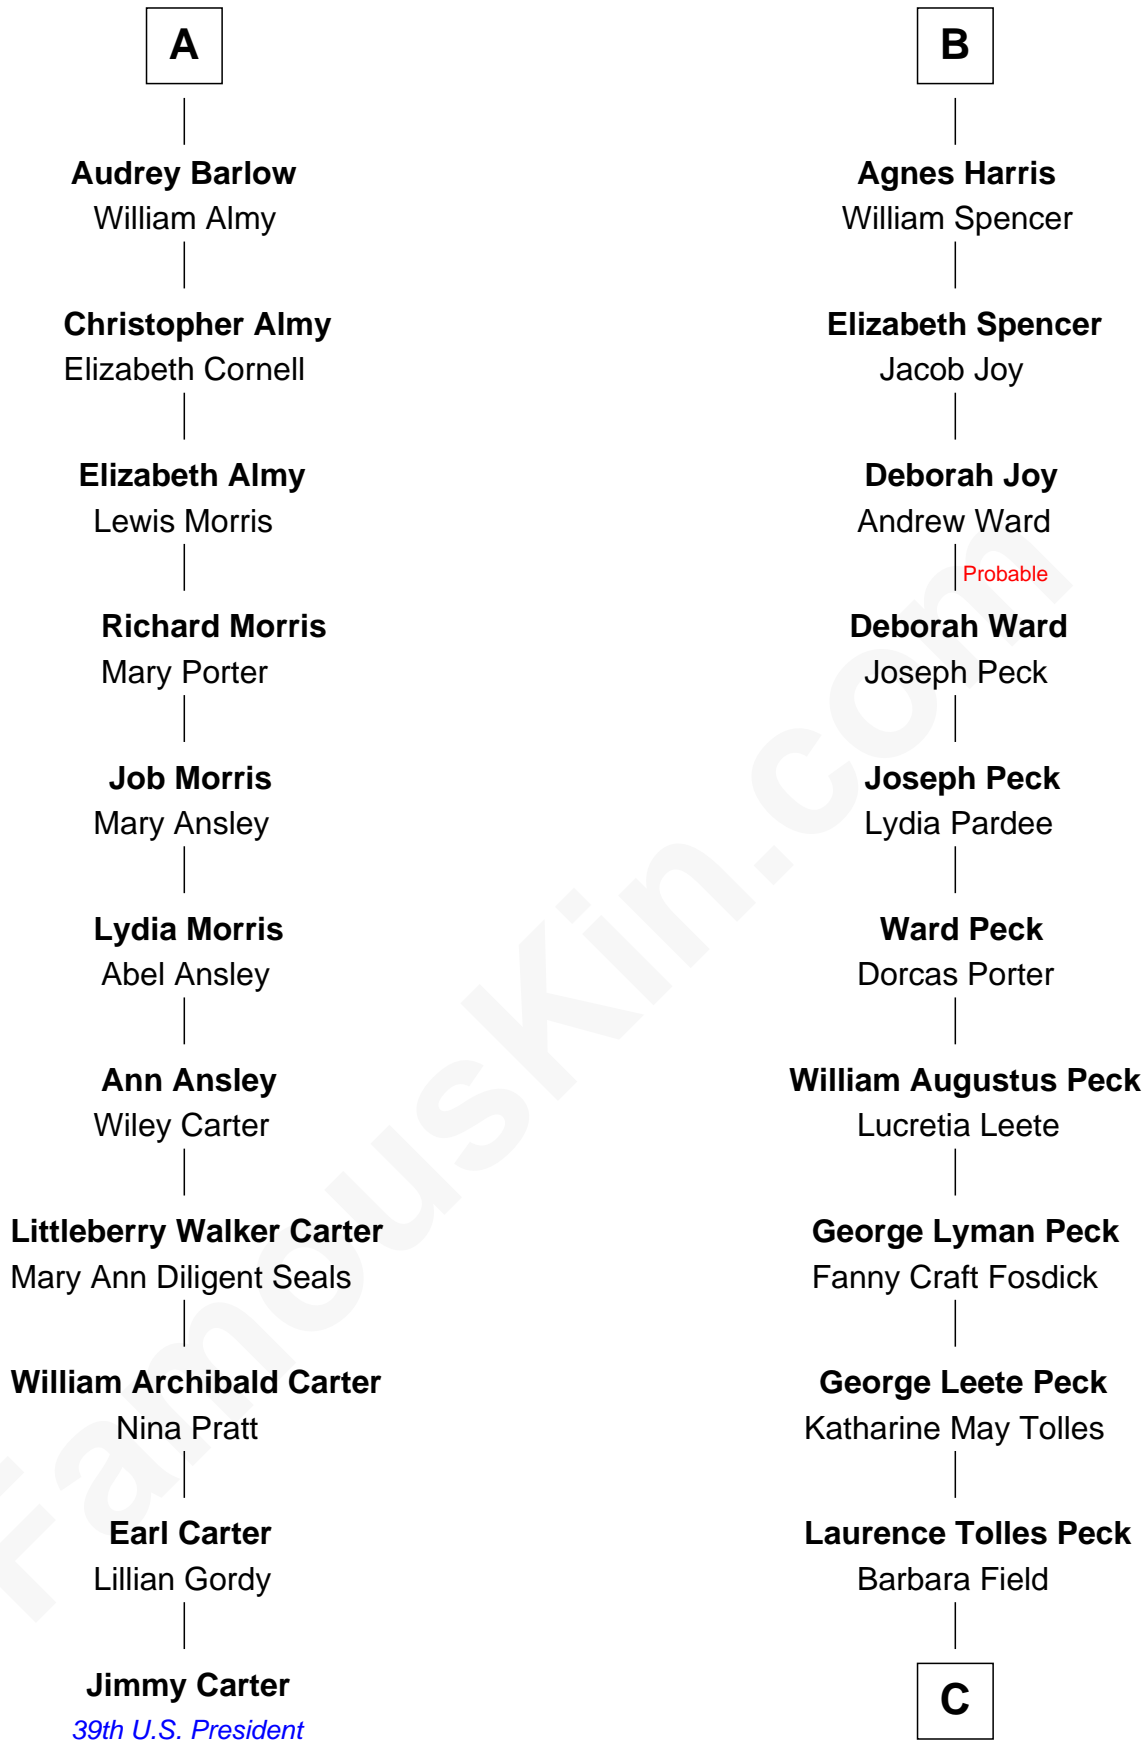 A
Audrey Barlow
William Almy
Christopher Almy
Elizabeth Cornell
Elizabeth Almy
Lewis Morris
Richard Morris
Mary Porter
Job Morris
Mary Ansley
Lydia Morris
Abel Ansley
Ann Ansley
Wiley Carter
Littleberry Walker Carter
Mary Ann Diligent Seals
William Archibald Carter
Nina Pratt
Earl Carter
Lillian Gordy
Jimmy Carter
39th U.S. President
B
Agnes Harris
William Spencer
Elizabeth Spencer
Jacob Joy
Deborah Joy
Andrew Ward
Probable
Deborah Ward
Joseph Peck
Joseph Peck
Lydia Pardee
Ward Peck
Dorcas Porter
William Augustus Peck
Lucretia Leete
George Lyman Peck
Fanny Craft Fosdick
George Leete Peck
Katharine May Tolles
Laurence Tolles Peck
Barbara Field
C
FamousKin.com